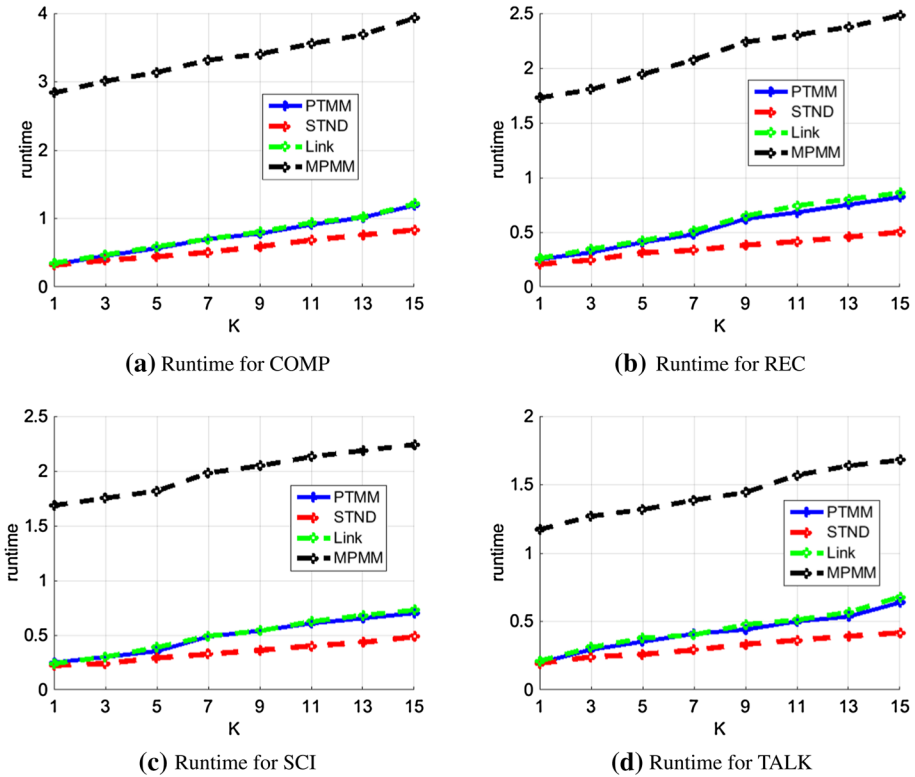 4
3
2
1
0
runtime
PTMM
STND
Link
MPMM
1 3 5 7 9 11 13 15
K
(a) Runtime for COMP
2.5
2
1.5
1
0.5
0
runtime
PTMM
STND
Link
MPMM
1 3 5 7 9 11 13 15
K
(b) Runtime for REC
2.5
2
1.5
1
0.5
0
runtime
PTMM
STND
Link
MPMM
1 3 5 7 9 11 13 15
K
(c) Runtime for SCI
2
1.5
1
0.5
0
runtime
PTMM
STND
Link
MPMM
1 3 5 7 9 11 13 15
K
(d) Runtime for TALK